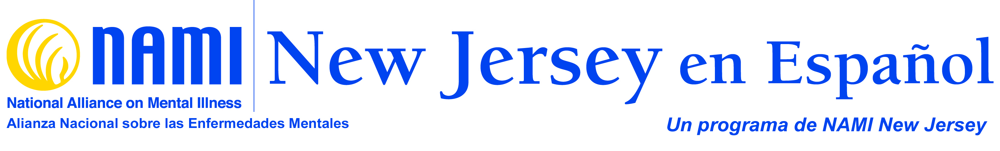 NAMI New Jersey en Español
National Alliance on Mental Illness
Alianza Nacional sobre las Enfermedades Mentales
Un programa de NAMI New Jersey